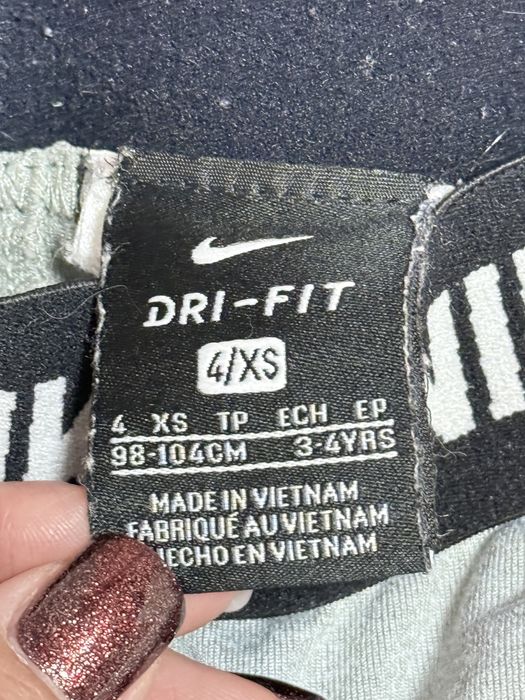 DRI-FIT
4/XS
4 XS TP ECH EP
98-104CM 3-4YRS
MADE IN VIETNAM
FABRIQUÉ AU VIETNAM
HECHO EN VIETNAM